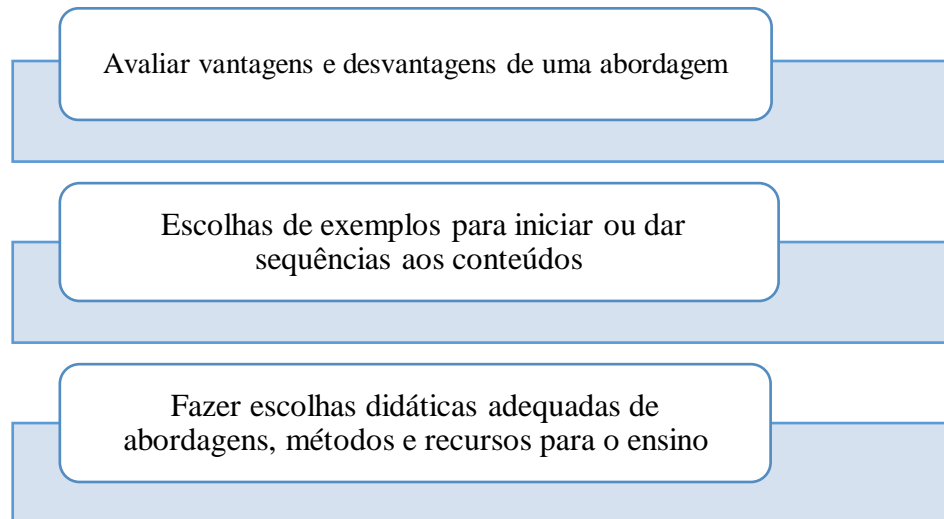 Avaliar vantagens e desvantagens de uma abordagem
Escolhas de exemplos para iniciar ou dar
sequências aos conteúdos
Fazer escolhas didáticas adequadas de
abordagens, métodos e recursos para o ensino